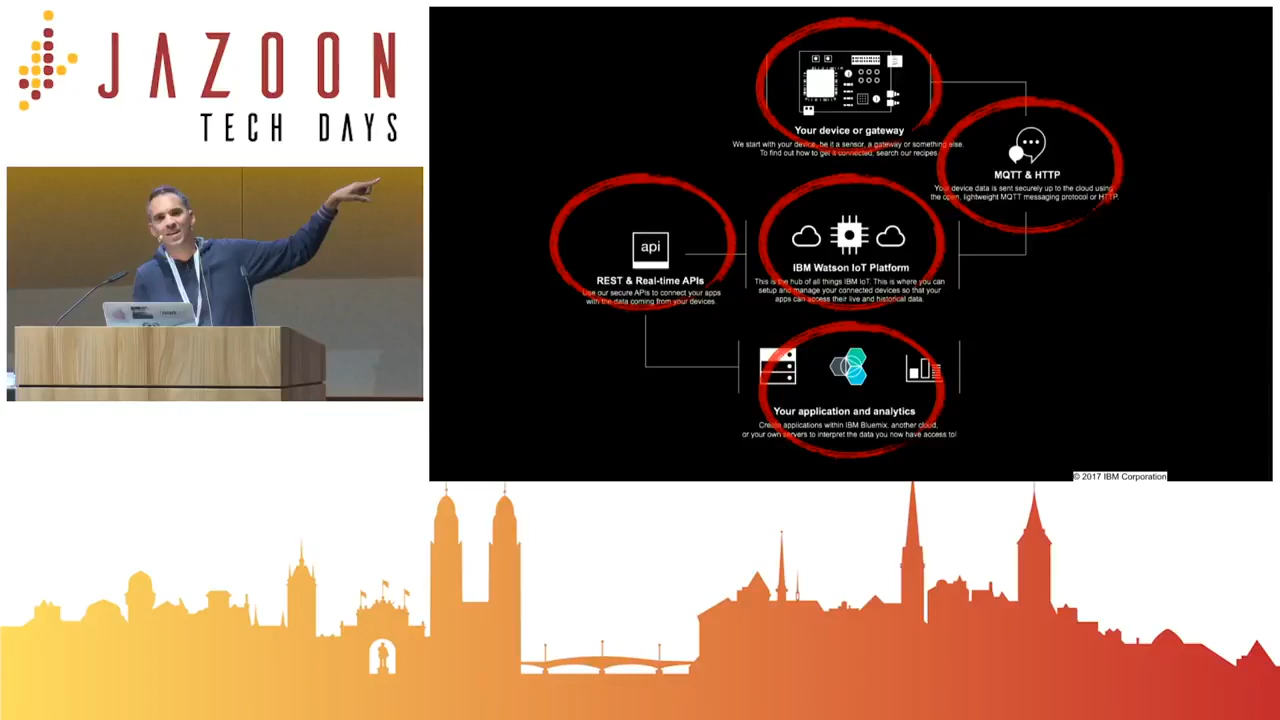 JAZOON
TECH DAYS
Your device or gateway
We start with your device, be it a sensor, a gateway or something else.
To find out how to get it connected, search our recipes.
MQTT & HTTP
Your device data is sent securely up to the cloud using
the open, lightweight MQTT messaging protocol or HTTP.
api
REST & Real-time APIs
Use our secure APIs to connect your apps
with the data coming from your devices.
IBM Watson IoT Platform
This is the hub of all things IBM IoT. This is where you can
setup and manage your connected devices so that your
apps can access their live and historical data.
Your application and analytics
Create applications within IBM Bluemix, another cloud,
or your own servers to interpret the data you now have access to!
© 2017 IBM Corporation